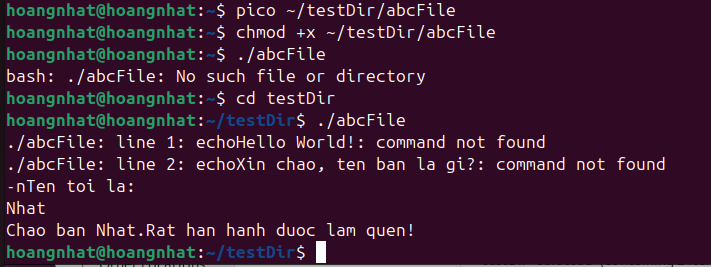 hoangnhat@hoangnhat:~$ pico ~/testDir/abcFile
hoangnhat@hoangnhat:~$ chmod +x ~/testDir/abcFile
hoangnhat@hoangnhat:~$ ./abcFile
bash: ./abcFile: No such file or directory
hoangnhat@hoangnhat:~$ cd testDir
hoangnhat@hoangnhat:~/testDir$ ./abcFile
./abcFile: line 1: echoHello World!: command not found
./abcFile: line 2: echoXin chao, ten ban la gi?: command not found
-nTen toi la:
Nhat
Chao ban Nhat.Rat han hanh duoc lam quen!
hoangnhat@hoangnhat:~/testDir$